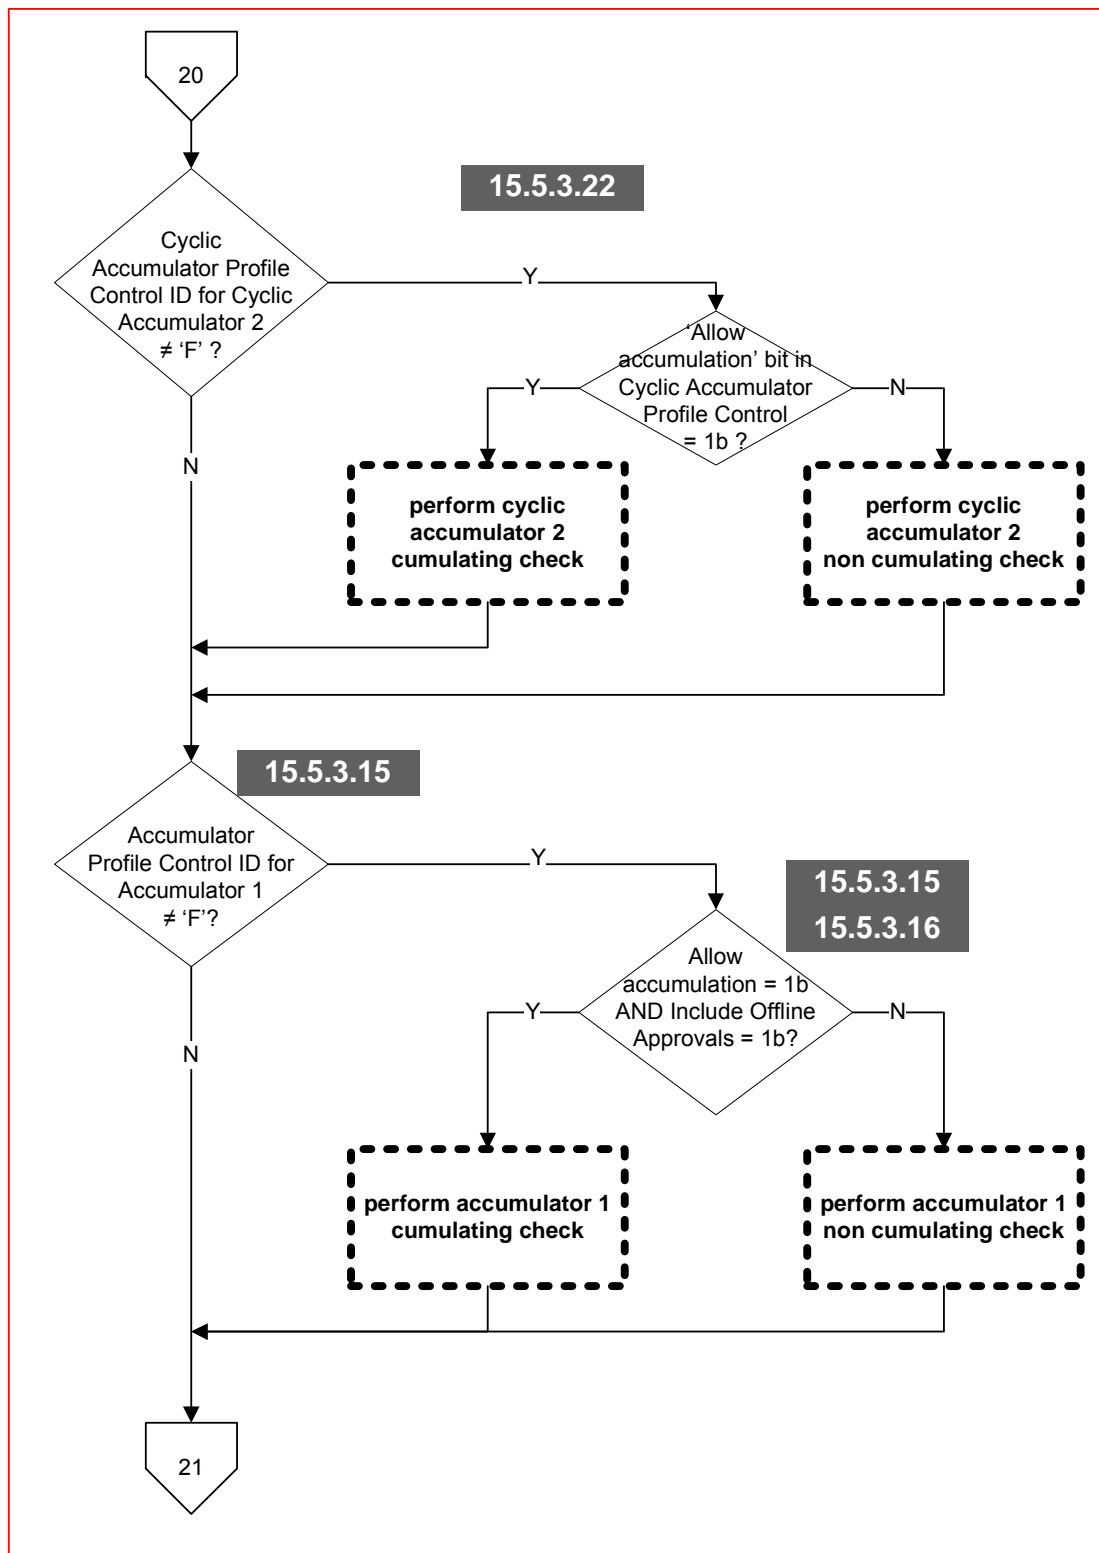 20
15.5.3.22
Cyclic
Accumulator Profile
Control ID for Cyclic
Accumulator 2
≠ ‘F’ ?
Y
‘Allow
accumulation’ bit in
Cyclic Accumulator
Profile Control
= 1b ?
Y
N
N
perform cyclic
accumulator 2
cumulating check
perform cyclic
accumulator 2
non cumulating check
15.5.3.15
Accumulator
Profile Control ID for
Accumulator 1
≠ ‘F’?
Y
15.5.3.15
15.5.3.16
Allow
accumulation = 1b
AND Include Offline
Approvals = 1b?
Y
N
N
perform accumulator 1
cumulating check
perform accumulator 1
non cumulating check
21